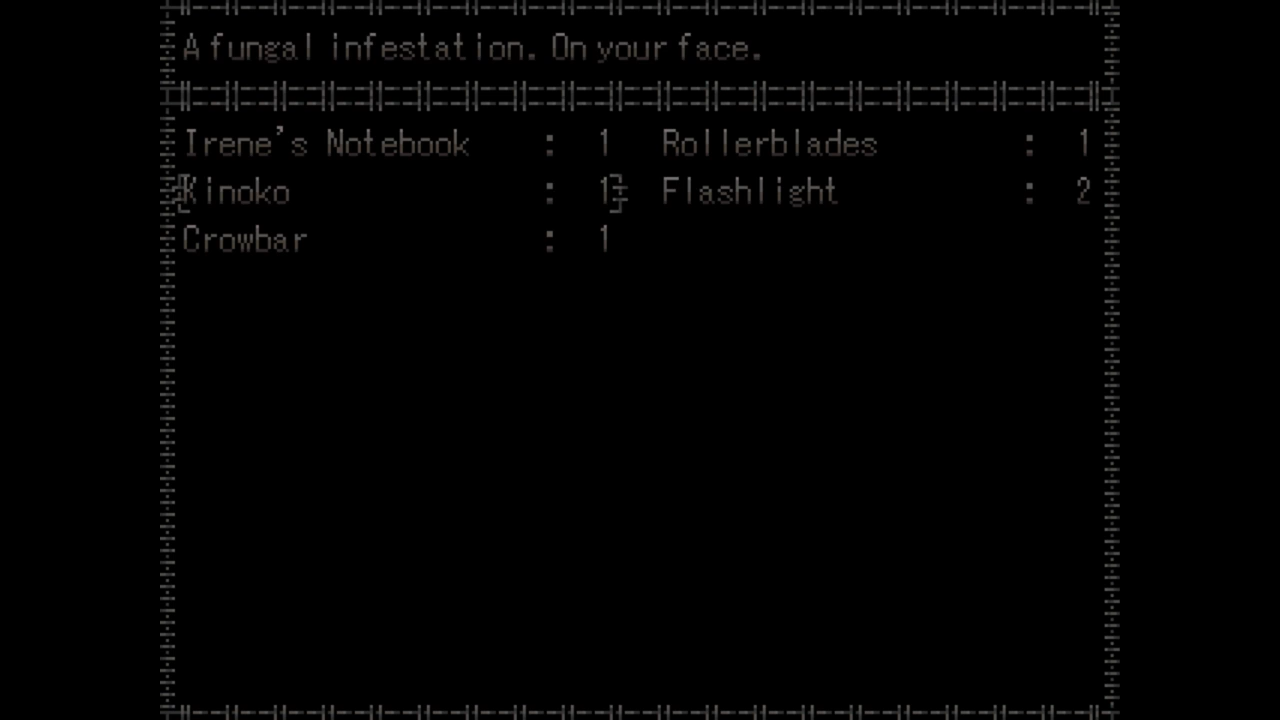 A fungal infestation. On your face.
Irene's Notebook : 1 Rollerblades : 1
Kinoko : 1 Flashlight : 2
Crowbar : 1